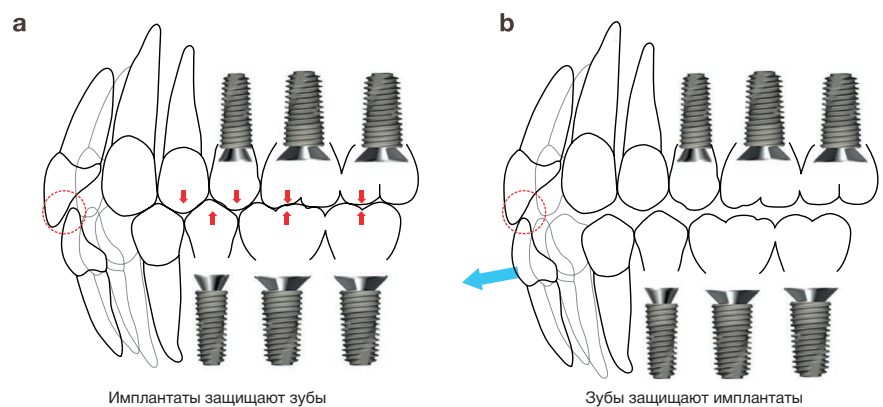 a
b
Имплантаты защищают зубы
Зубы защищают имплантаты